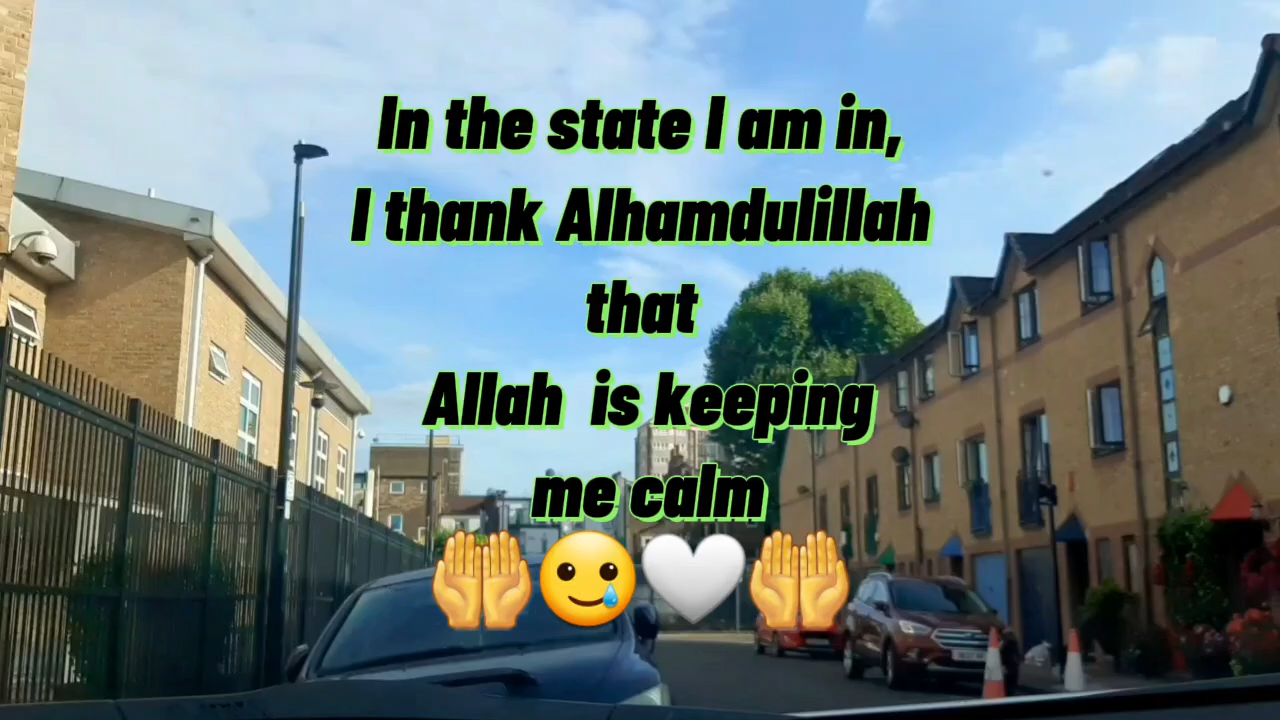 In the state I am in,
I thank Alhamdulillah
that
Allah is keeping
me calm
🤲🥲🤍🤲